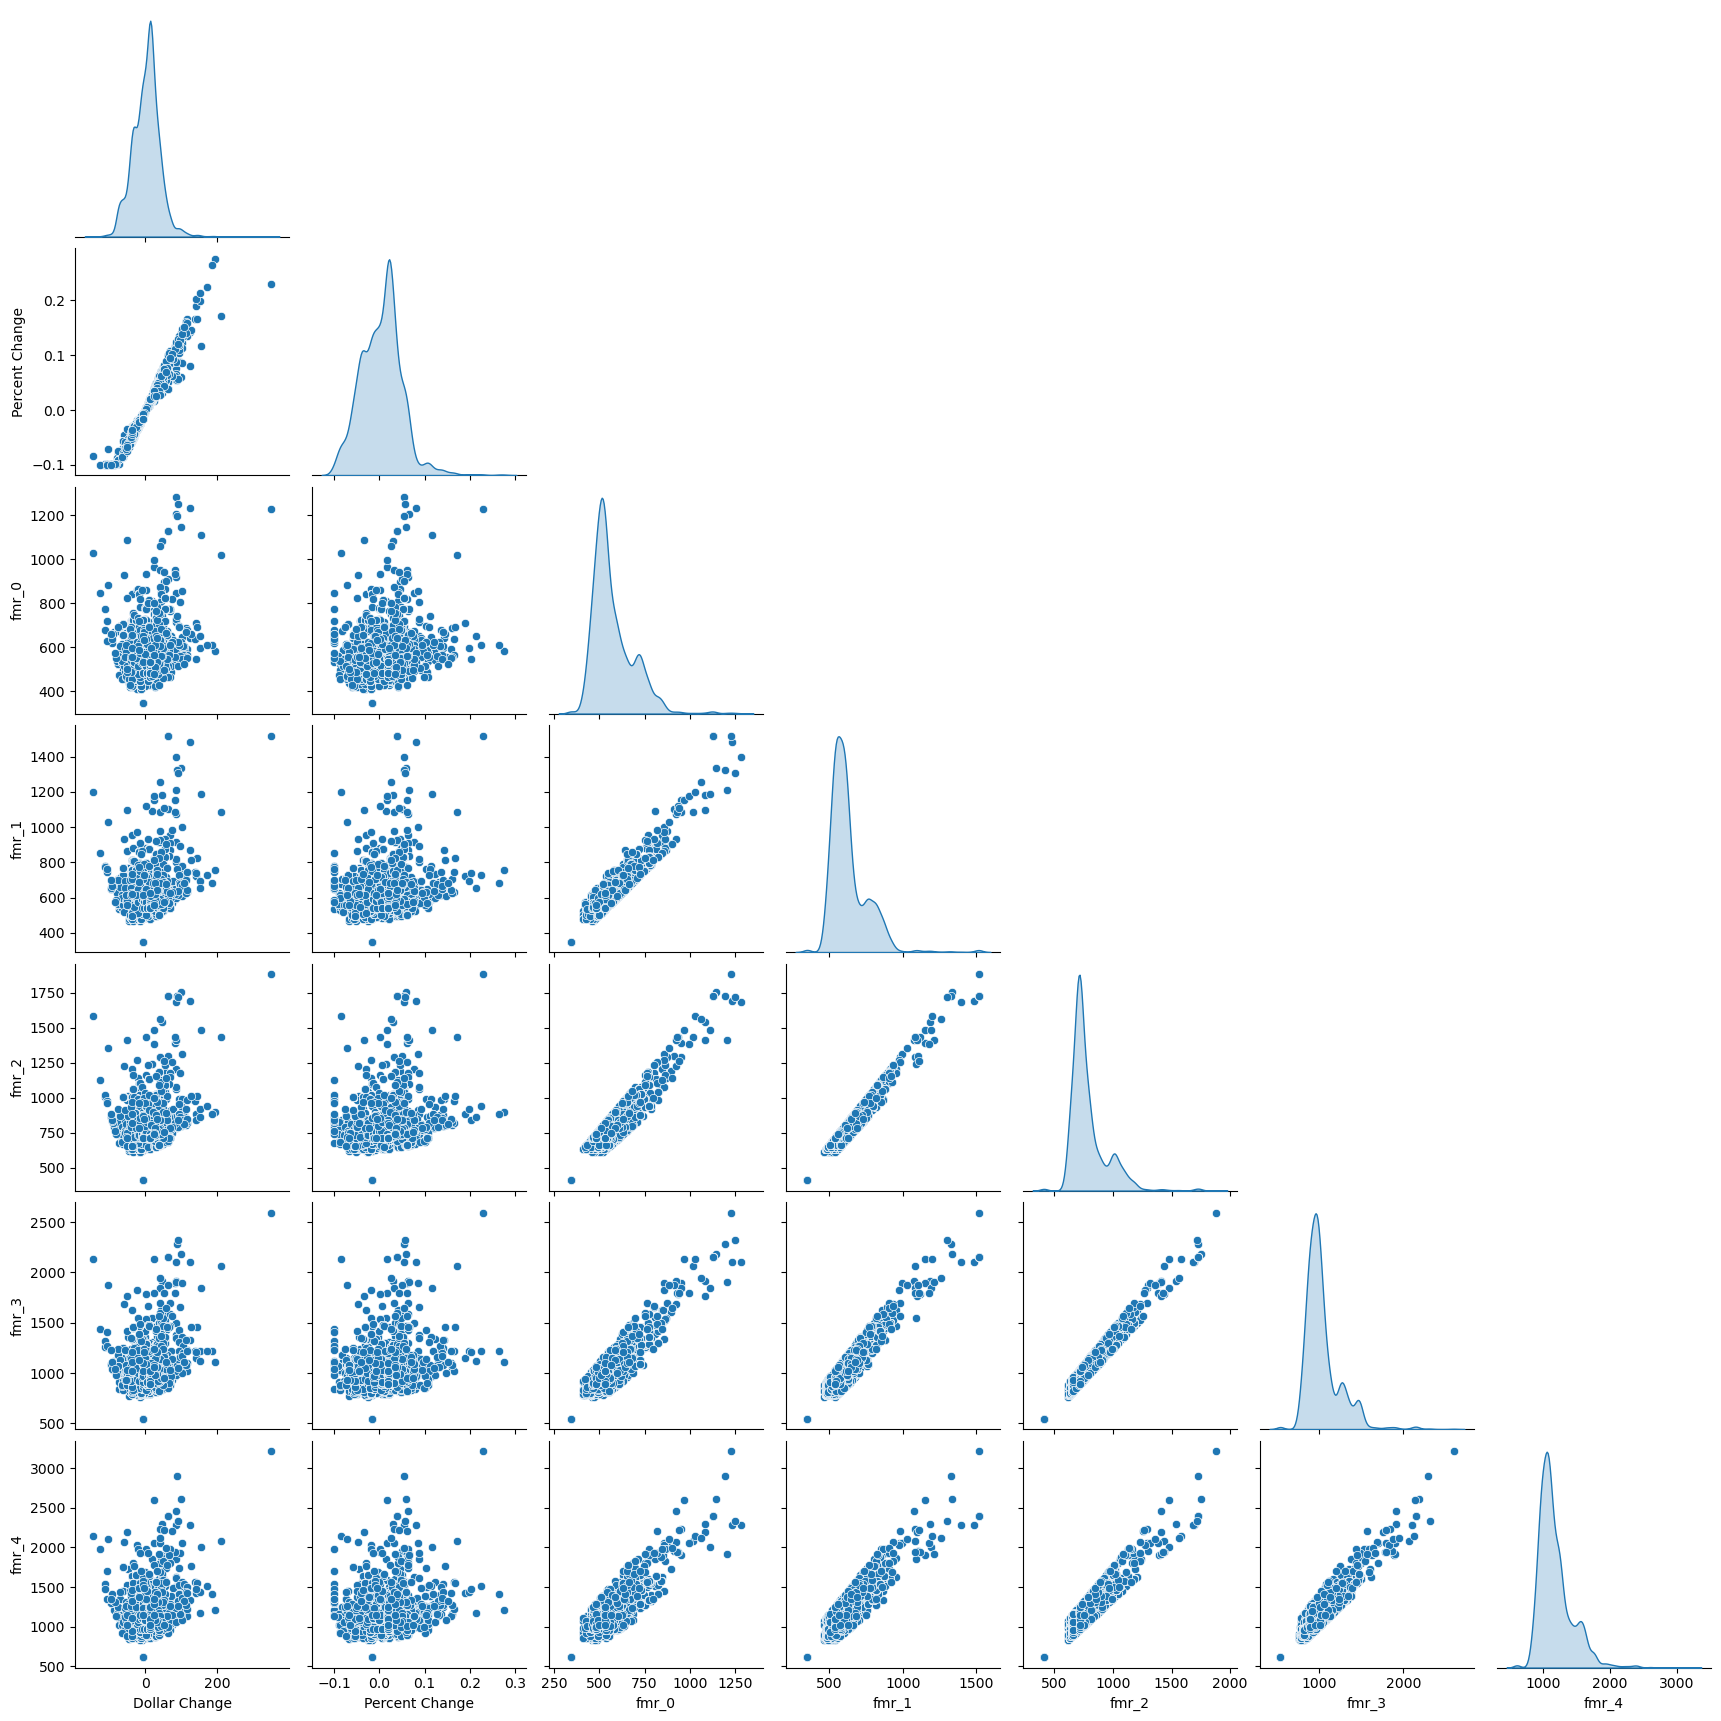 Percent Change
0.2
0.1
0.0
−0.1
fmr_0
1200
1000
800
600
400
fmr_1
1400
1200
1000
800
600
400
fmr_2
1750
1500
1250
1000
750
500
fmr_3
2500
2000
1500
1000
500
fmr_4
3000
2500
2000
1500
1000
500
0 200
−0.1 0.0 0.1 0.2 0.3
250 500 750 1000 1250
500 1000 1500
500 1000 1500 2000
1000 2000
1000 2000 3000
Dollar Change
Percent Change
fmr_0
fmr_1
fmr_2
fmr_3
fmr_4